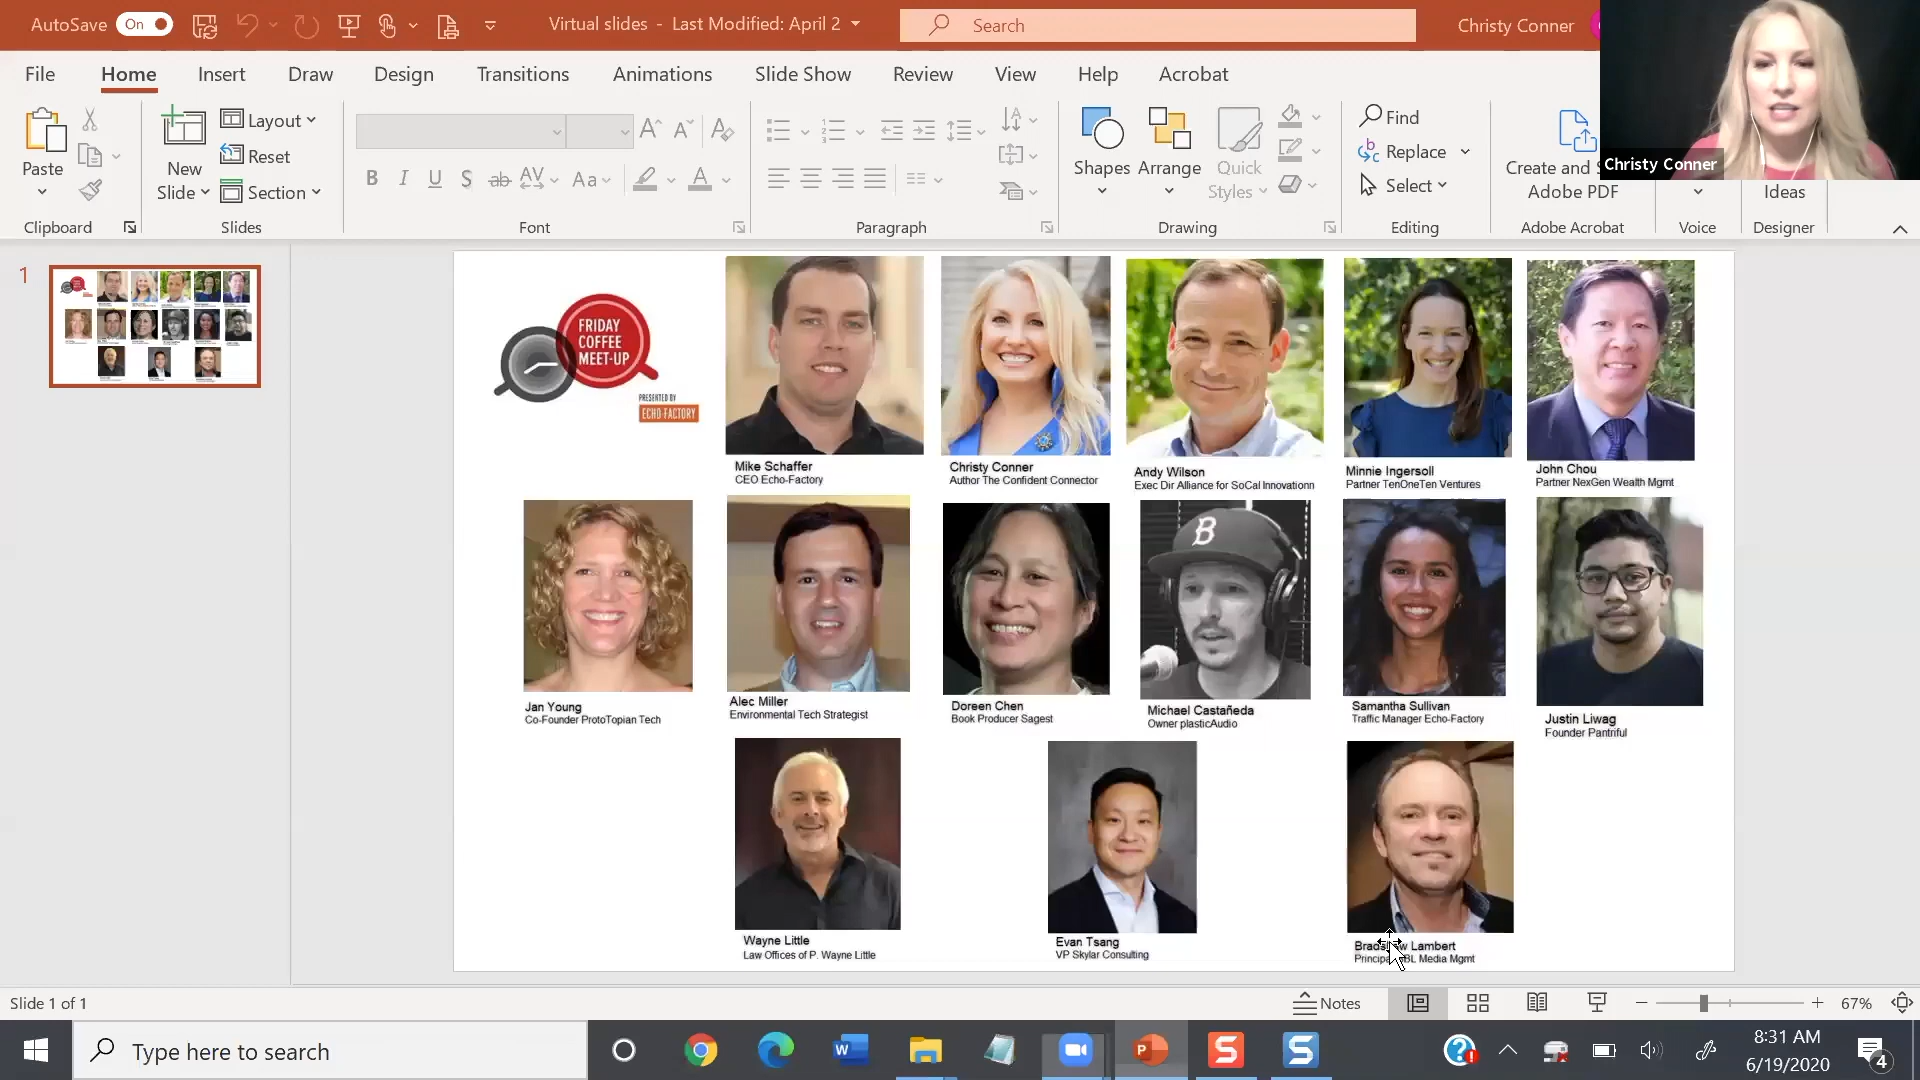 AutoSave On Virtual slides - Last Modified: April 2 Search Christy Conner
File Home Insert Draw Design Transitions Animations Slide Show Review View Help Acrobat
Paste
New
Slide
Layout
Reset
Section
B I U S ab AV Aa A
Shapes
Arrange
Quick
Styles
Find
Replace
Select
Create and
Adobe PDF
Ideas
Christy Conner
Clipboard Slides Font Paragraph Drawing Editing Adobe Acrobat Voice Designer
1
FRIDAY
COFFEE
MEET-UP
PRESENTED BY
ECHO-FACTORY
Mike Schaffer
CEO Echo-Factory
Christy Conner
Author The Confident Connector
Andy Wilson
Exec Dir Alliance for SoCal Innovationn
Minnie Ingersoll
Partner TenOneTen Ventures
John Chou
Partner NexGen Wealth Mgmt
B
Jan Young
Co-Founder ProtoTopian Tech
Alec Miller
Environmental Tech Strategist
Doreen Chen
Book Producer Sagest
Michael Castañeda
Owner plasticAudio
Samantha Sullivan
Traffic Manager Echo-Factory
Justin Liwag
Founder Pantriful
Wayne Little
Law Offices of P. Wayne Little
Evan Tsang
VP Skylar Consulting
Lambert
BL Media Mgmt
Slide 1 of 1 Notes 67%
Type here to search
8:31 AM
6/19/2020
4